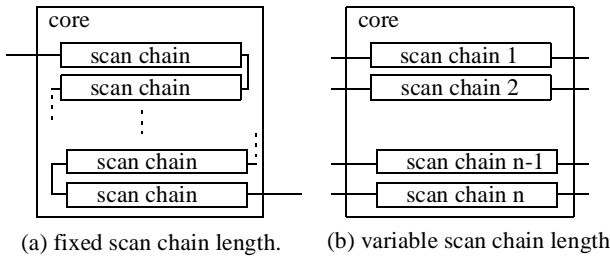 core
scan chain
scan chain
scan chain
scan chain
(a) fixed scan chain length.
core
scan chain 1
scan chain 2
scan chain n-1
scan chain n
(b) variable scan chain length